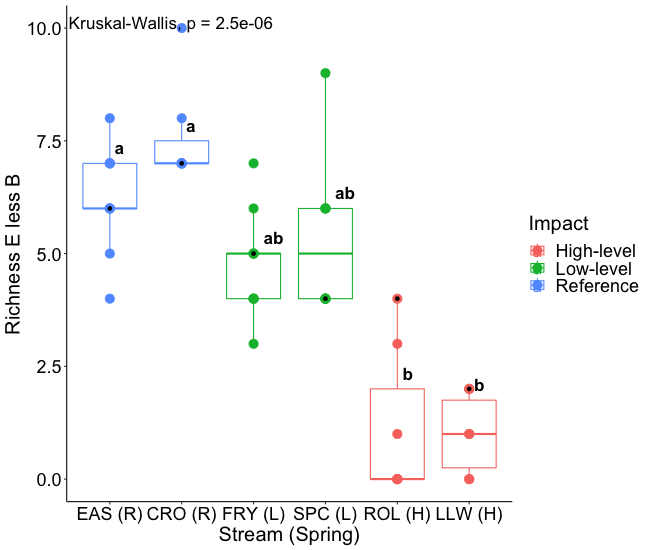 Kruskal-Wallis, p = 2.5e-06
10.0
7.5
5.0
2.5
0.0
Richness E less B
a
a
ab
ab
b
b
EAS (R) CRO (R) FRY (L) SPC (L) ROL (H) LLW (H)
Stream (Spring)
Impact
High-level
Low-level
Reference